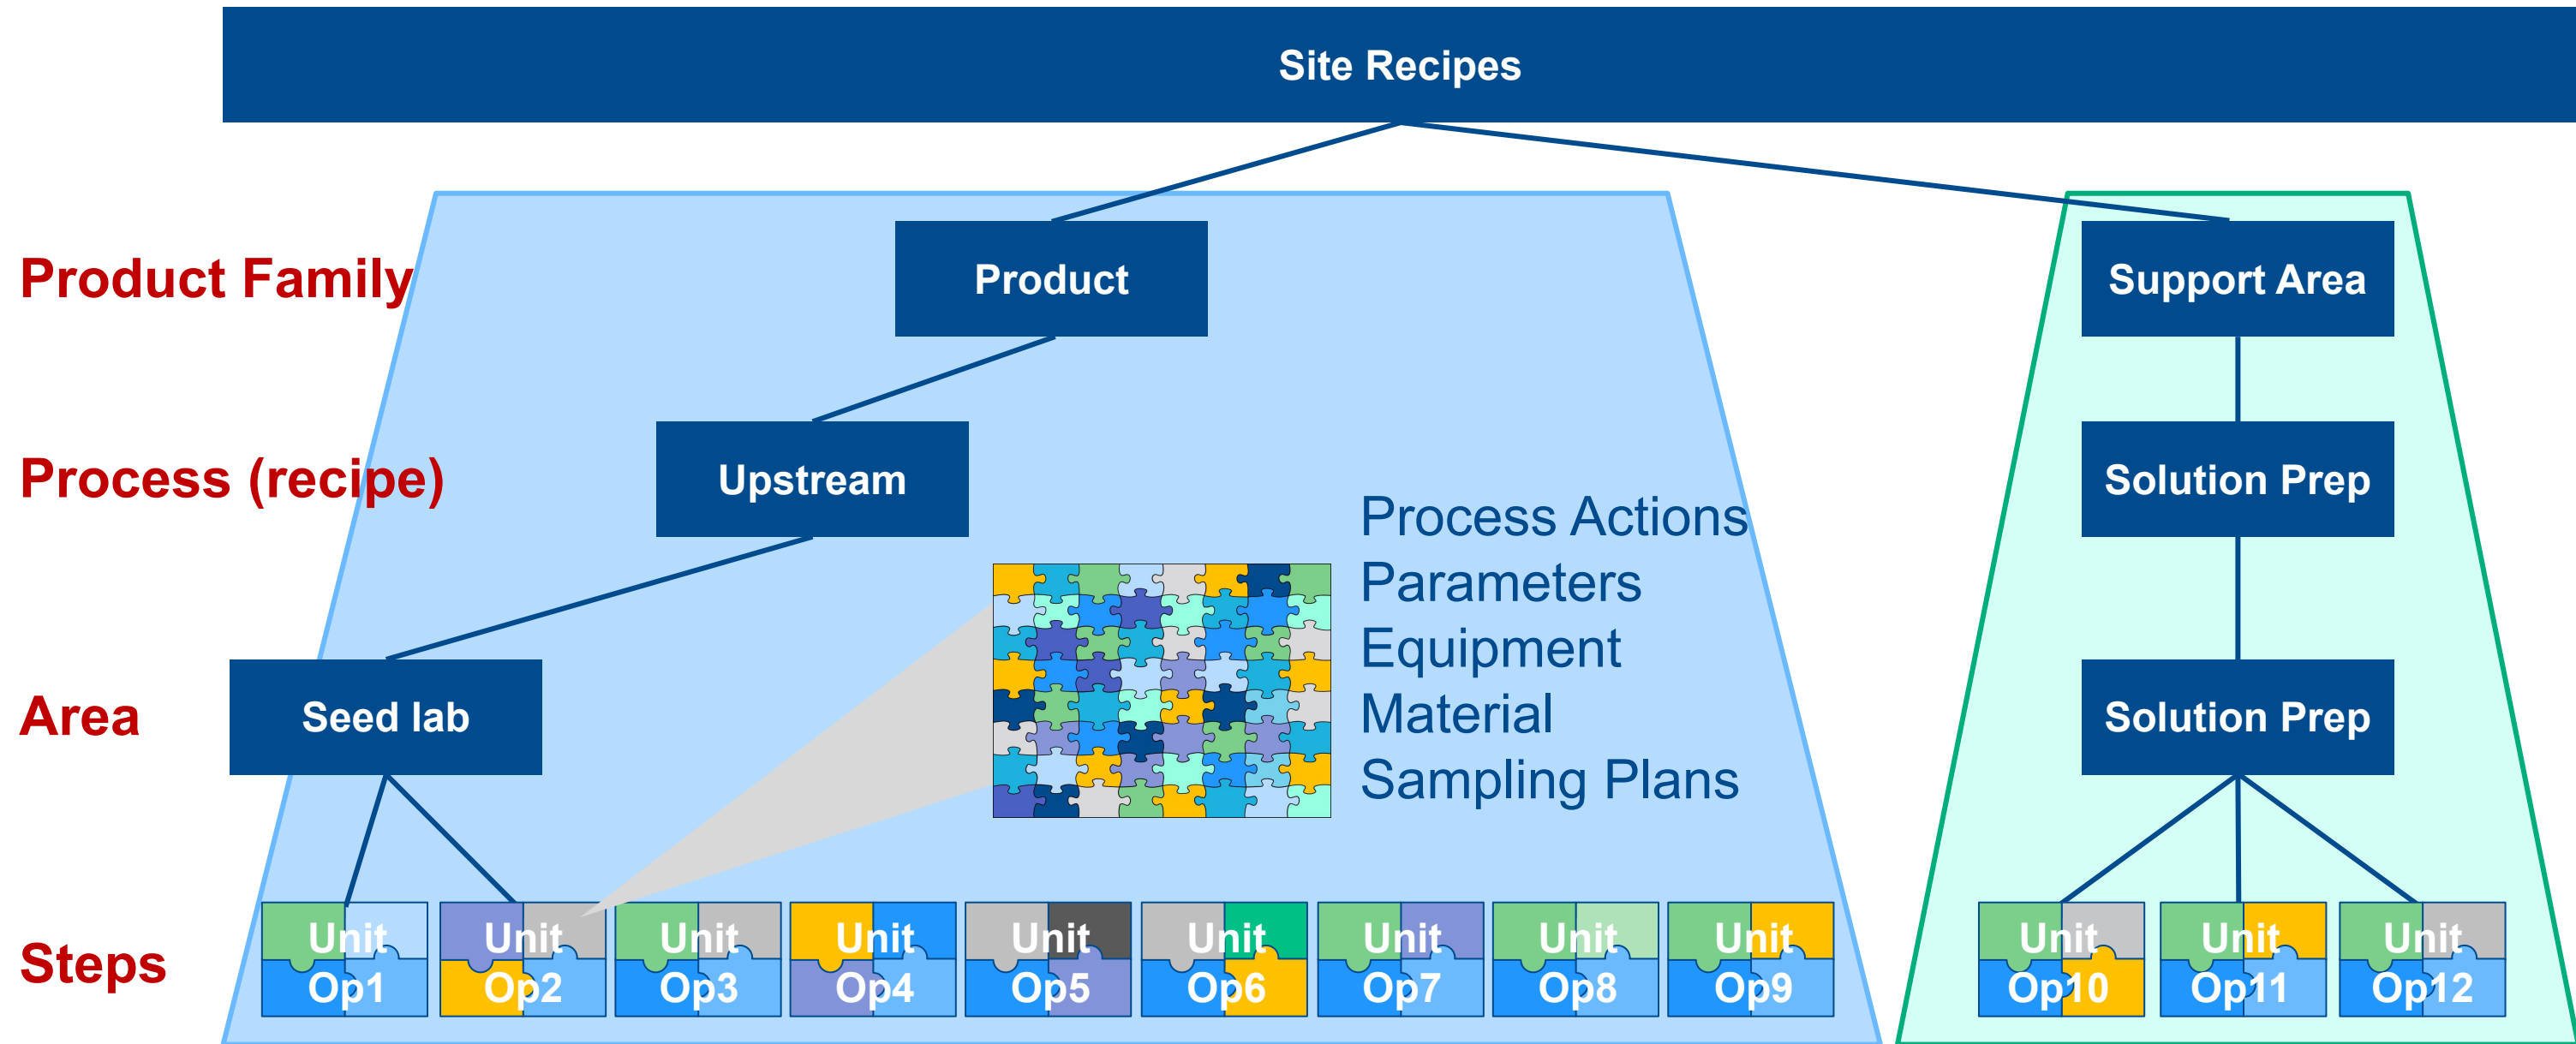 Site Recipes
Product Family
Product
Support Area
Process (recipe)
Upstream
Solution Prep
Process Actions
Parameters
Equipment
Material
Sampling Plans
Area
Seed lab
Solution Prep
Steps
Unit
Op1
Unit
Op2
Unit
Op3
Unit
Op4
Unit
Op5
Unit
Op6
Unit
Op7
Unit
Op8
Unit
Op9
Unit
Op10
Unit
Op11
Unit
Op12